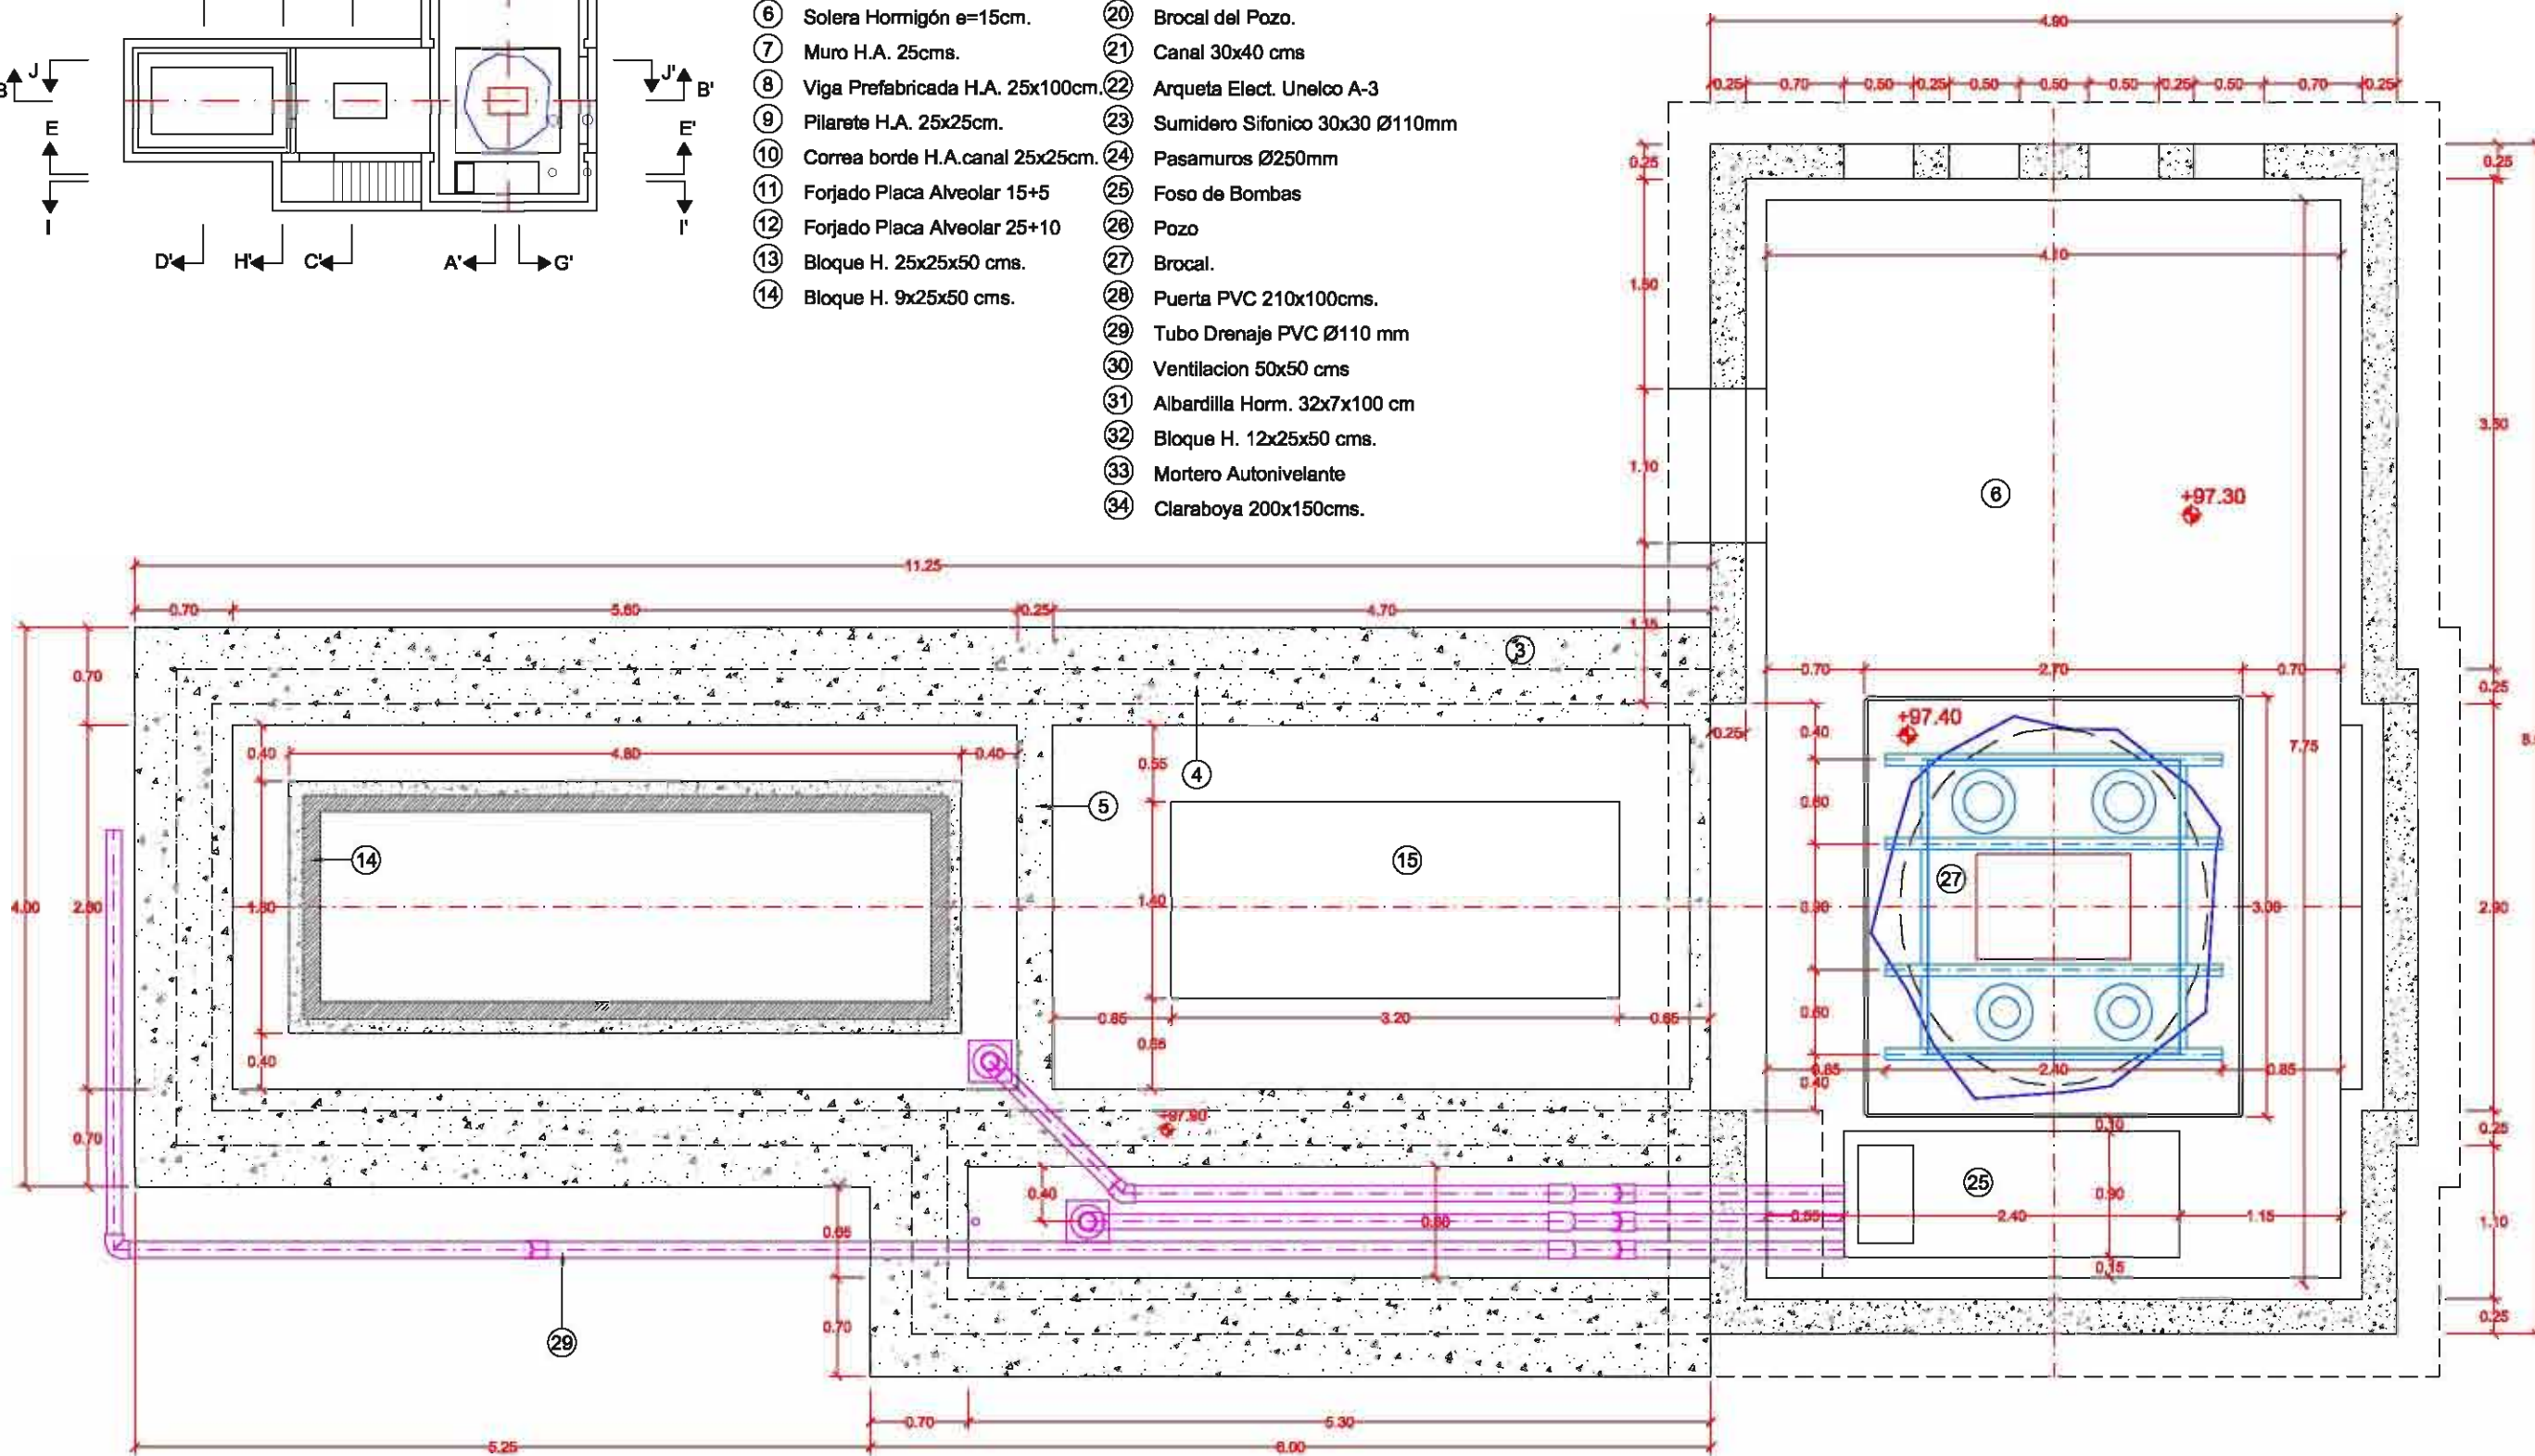 J
B
E
I
J'
B'
E'
I'
D'
H'
C'
A'
G'
6 Solera Hormigón e=15cm.
7 Muro H.A. 25cms.
8 Viga Prefabricada H.A. 25x100cm.
9 Pilarete H.A. 25x25cm.
10 Correa borde H.A.canal 25x25cm.
11 Forjado Placa Alveolar 15+5
12 Forjado Placa Alveolar 25+10
13 Bloque H. 25x25x50 cms.
14 Bloque H. 9x25x50 cms.
20 Brocal del Pozo.
21 Canal 30x40 cms
22 Arqueta Elect. Unelco A-3
23 Sumidero Sifonico 30x30 Ø110mm
24 Pasamuros Ø250mm
25 Foso de Bombas
26 Pozo
27 Brocal.
28 Puerta PVC 210x100cms.
29 Tubo Drenaje PVC Ø110 mm
30 Ventilacion 50x50 cms
31 Albardilla Horm. 32x7x100 cm
32 Bloque H. 12x25x50 cms.
33 Mortero Autonivelante
34 Claraboya 200x150cms.
4.90
0.25 0.70 0.50 0.25 0.50 0.50 0.50 0.25 0.50 0.70 0.25
0.25
0.25
4.10
1.50
3.50
1.10
6
+97.30
11.25
0.70 5.60 0.25 4.70
1.15
3
0.70
0.70 2.70 0.70
0.25
+97.40
0.25
0.40
7.75
0.40 4.80 0.40
0.55
4
0.60
5
14
15
27
4.00
1.80
1.40
3.00
2.90
0.85 3.20 0.65
0.60
0.40
0.85 2.40 0.85
0.40
0.70
0.30
0.25
25
0.40
0.90
2.40 1.15
1.10
0.15
29
0.70
0.25
0.70 5.30
5.25
6.00